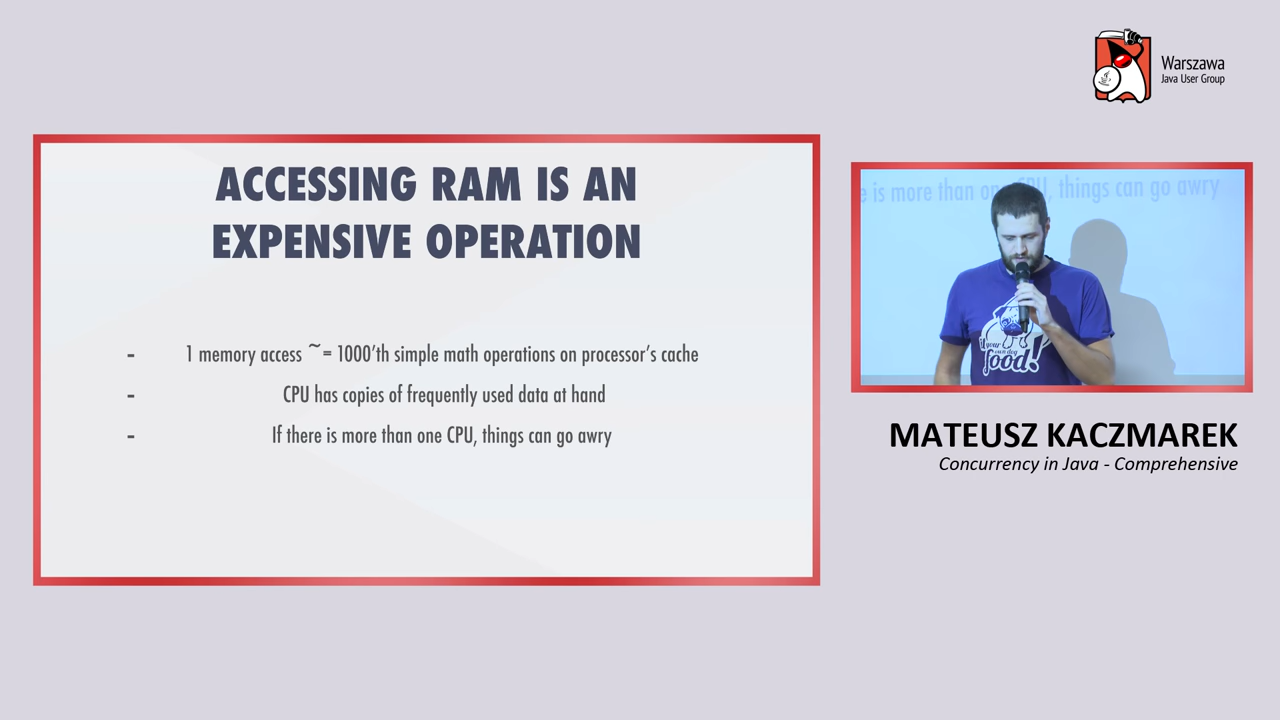 Warszawa
Java User Group
ACCESSING RAM IS AN
EXPENSIVE OPERATION
- 1 memory access ~= 1000'th simple math operations on processor's cache
- CPU has copies of frequently used data at hand
- If there is more than one CPU, things can go awry
e is more than one CPU, things can go awry
your own dog
food!
MATEUSZ KACZMAREK
Concurrency in Java - Comprehensive